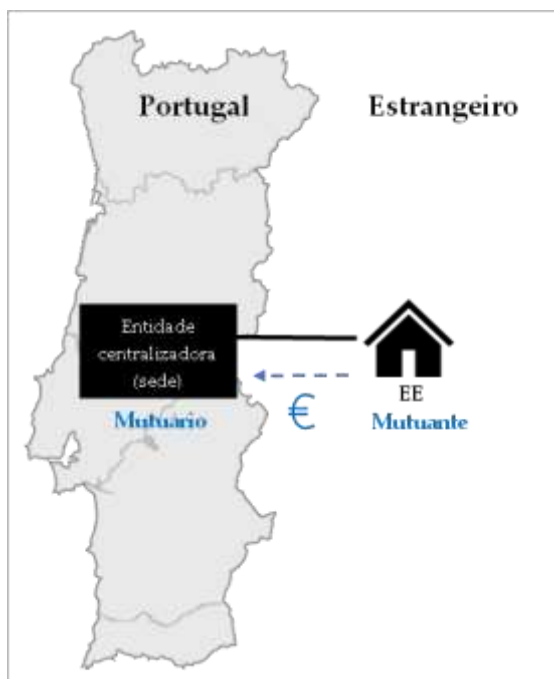 Portugal
Estrangeiro
Entidade
centralizadora
(sede)
Mutuário
€
EE
Mutuante